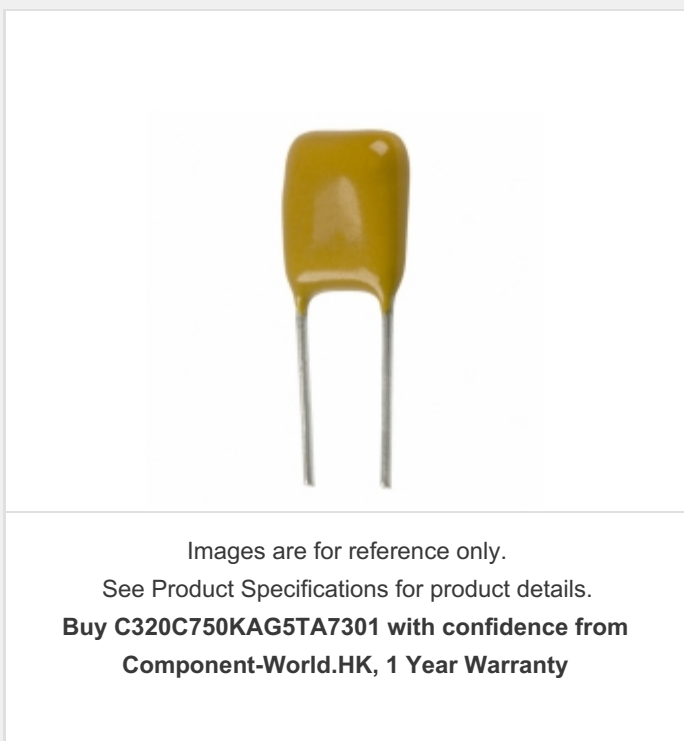 Images are for reference only.
See Product Specifications for product details.
Buy C320C750KAG5TA7301 with confidence from
Component-World.HK, 1 Year Warranty